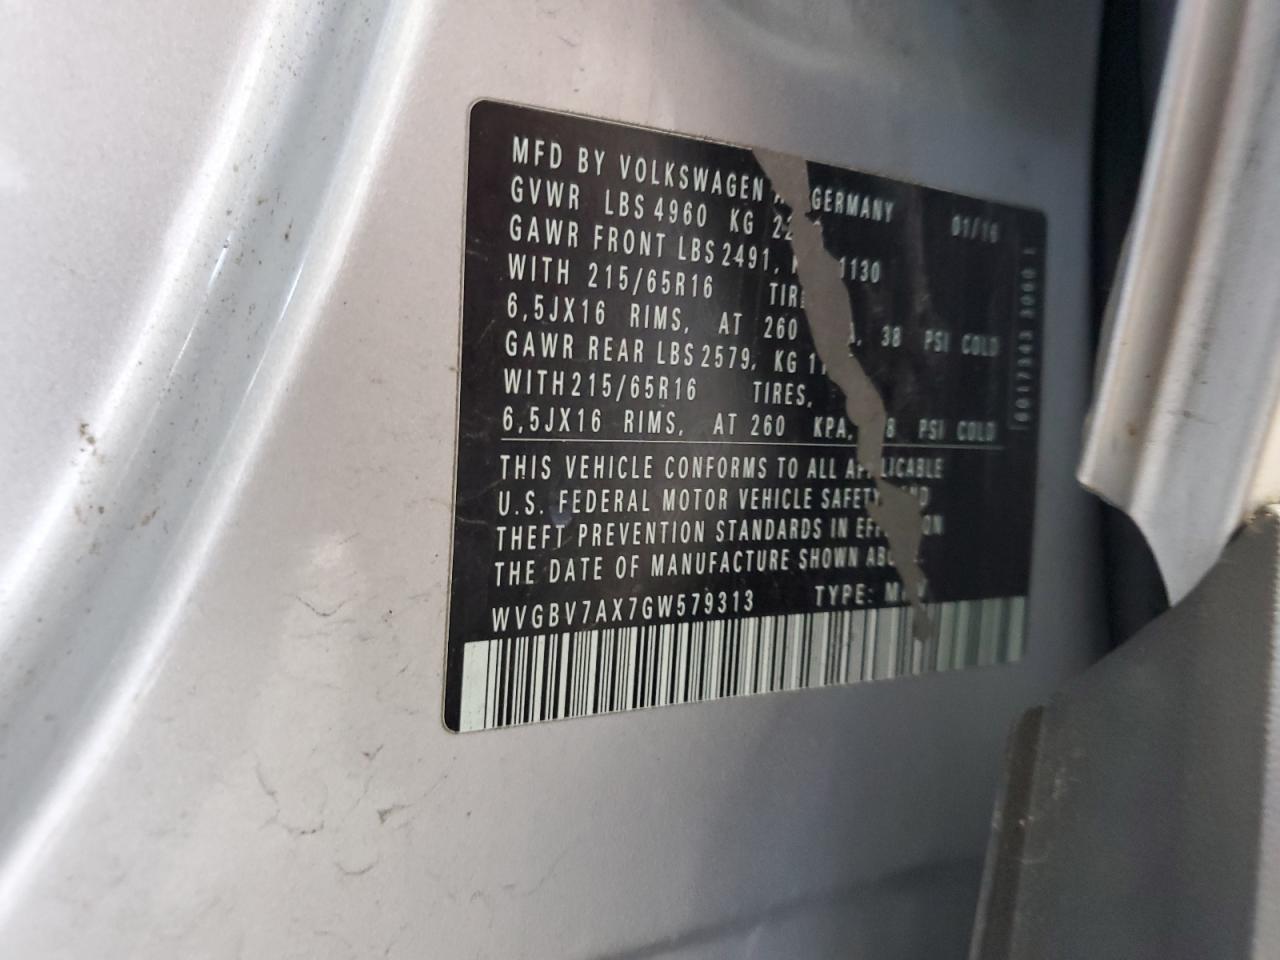 MFD BY VOLKSWAGEN GERMANY 01/16
GVWR LBS 4960 KG
GAWR FRONT LBS 2491, 1130
WITH 215/65R16
6,5JX16 RIMS, AT 260 38 PSI COLD
GAWR REAR LBS 2579, KG
WITH 215/65R16 TIRES,
6,5JX16 RIMS, AT 260 KPA, PSI COLD
THIS VEHICLE CONFORMS TO ALL
U.S. FEDERAL MOTOR VEHICLE SAFETY
THEFT PREVENTION STANDARDS IN
THE DATE OF MANUFACTURE SHOWN
WVGBV7AX7GW579313 TYPE: